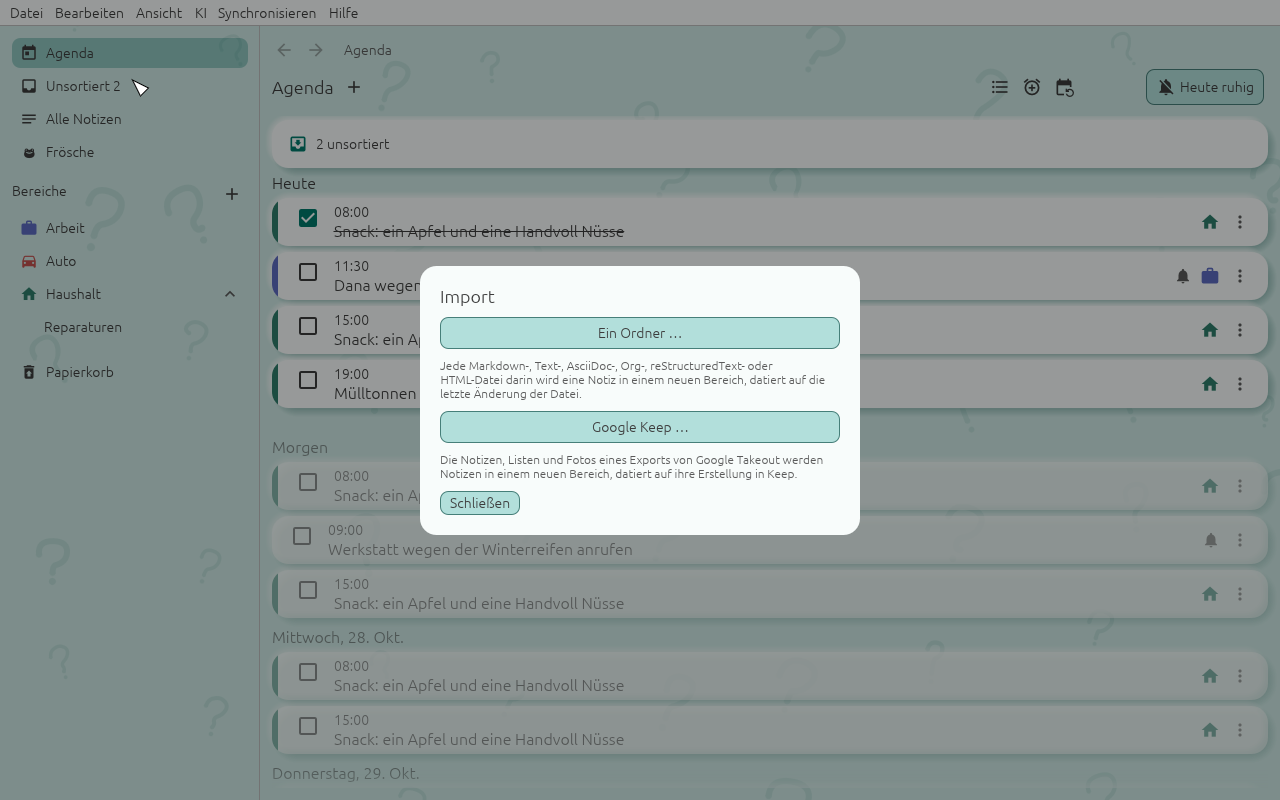 Datei Bearbeiten Ansicht KI Synchronisieren Hilfe
Agenda
Unsortiert 2
Alle Notizen
Frösche
Bereiche
Arbeit
Auto
Haushalt
Reparaturen
Papierkorb
Agenda
Agenda
Heute ruhig
2 unsortiert
Heute
08:00
Snack: ein Apfel und eine Handvoll Nüsse
11:30
Dana wegen
15:00
Snack: ein Ap
19:00
Mülltonnen
Morgen
08:00
Snack: ein Ap
09:00
Werkstatt wegen der Winterreifen anrufen
15:00
Snack: ein Apfel und eine Handvoll Nüsse
Mittwoch, 28. Okt.
08:00
Snack: ein Apfel und eine Handvoll Nüsse
15:00
Snack: ein Apfel und eine Handvoll Nüsse
Donnerstag, 29. Okt.
Import
Ein Ordner …
Jede Markdown-, Text-, AsciiDoc-, Org-, reStructuredText- oder
HTML-Datei darin wird eine Notiz in einem neuen Bereich, datiert auf die
letzte Änderung der Datei.
Google Keep …
Die Notizen, Listen und Fotos eines Exports von Google Takeout werden
Notizen in einem neuen Bereich, datiert auf ihre Erstellung in Keep.
Schließen